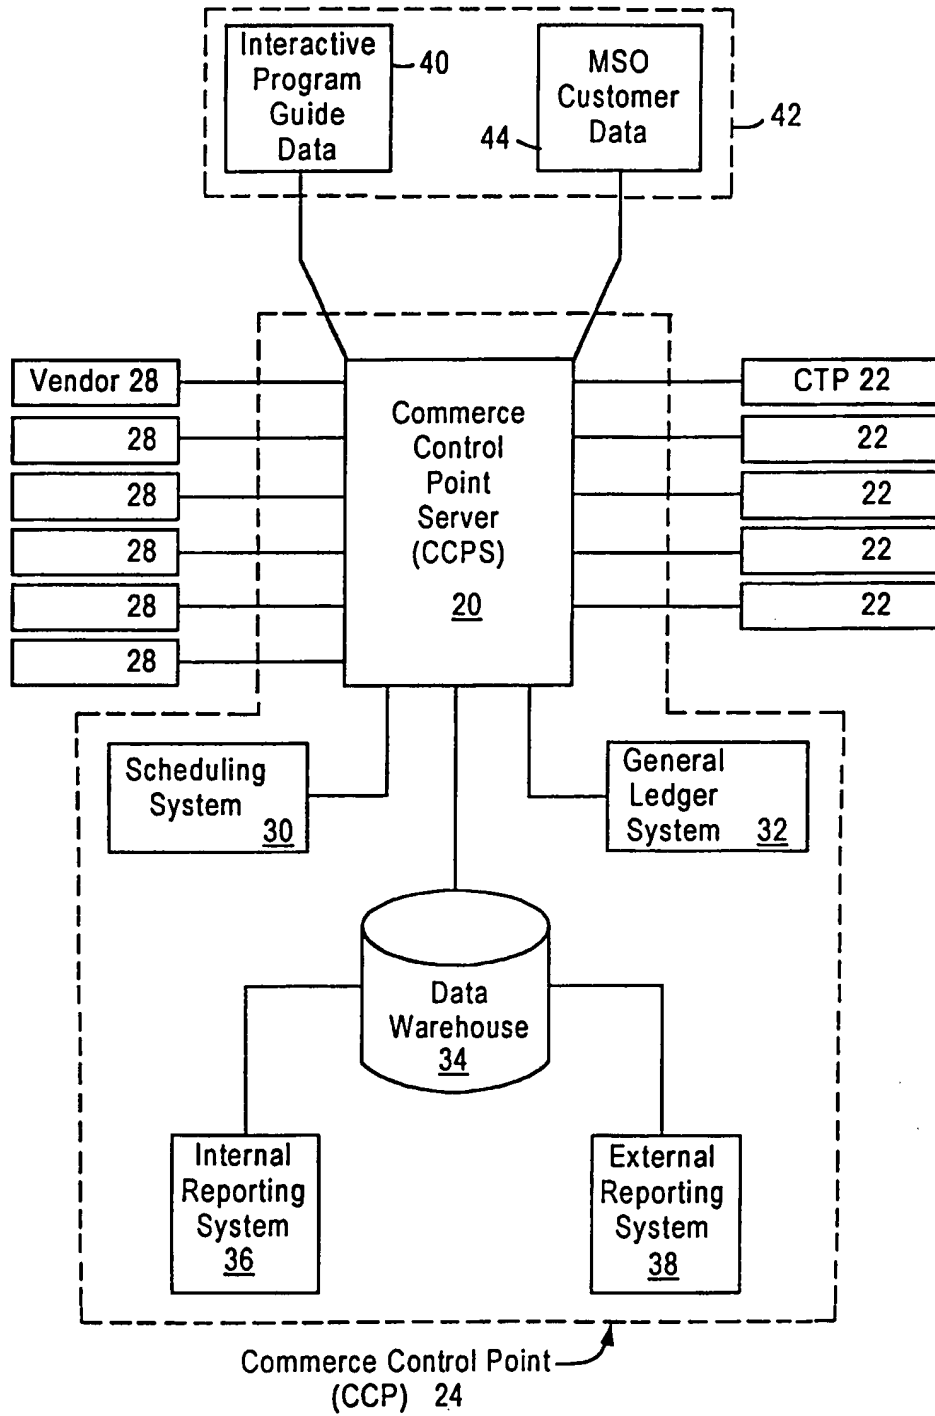 Interactive
Program
Guide
Data
40
MSO
Customer
Data
44
42
Vendor 28
28
28
28
28
28
Commerce
Control
Point
Server
(CCPS)
20
CTP 22
22
22
22
22
Scheduling
System
30
General
Ledger
System 32
Data
Warehouse
34
Internal
Reporting
System
36
External
Reporting
System
38
Commerce Control Point
(CCP) 24